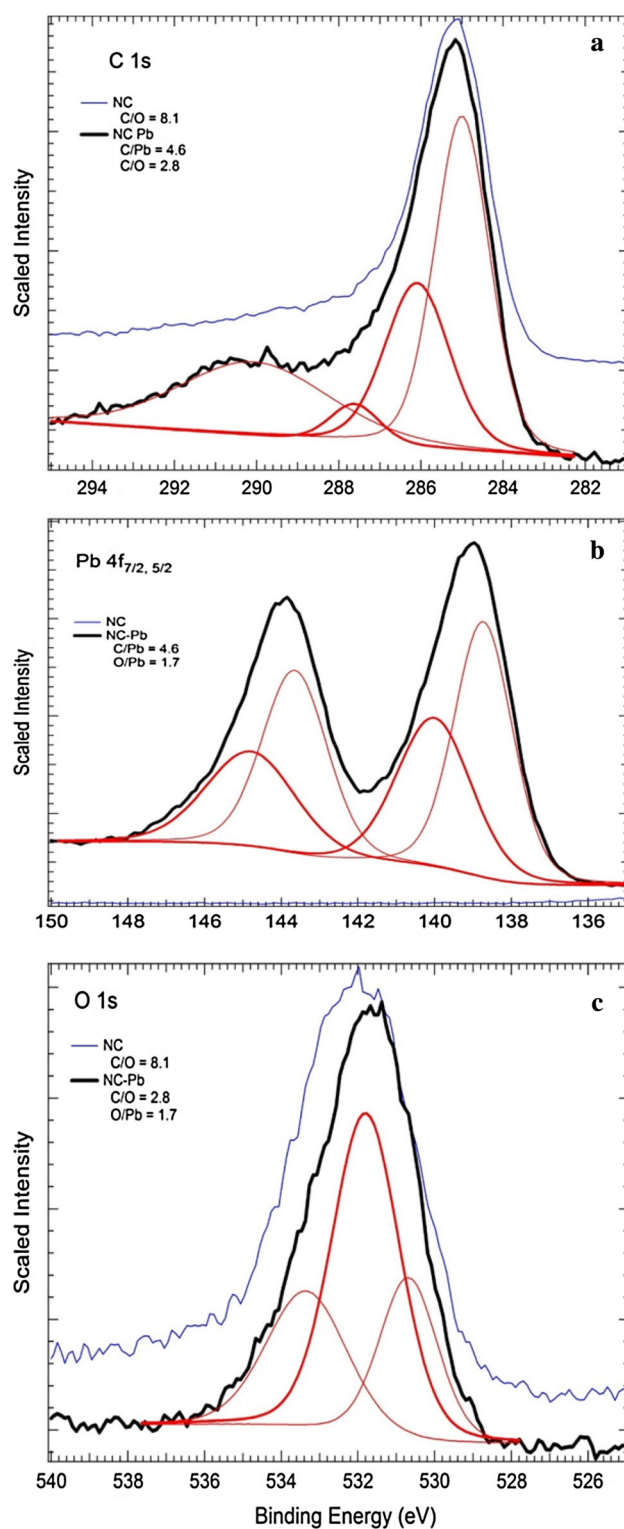 a
C 1s
NC
C/O = 8.1
NC Pb
C/Pb = 4.6
C/O = 2.8
Scaled Intensity
294 292 290 288 286 284 282
b
Pb 4f7/2, 5/2
NC
NC-Pb
C/Pb = 4.6
O/Pb = 1.7
Scaled Intensity
150 148 146 144 142 140 138 136
c
O 1s
NC
C/O = 8.1
NC-Pb
C/O = 2.8
O/Pb = 1.7
Scaled Intensity
540 538 536 534 532 530 528 526
Binding Energy (eV)